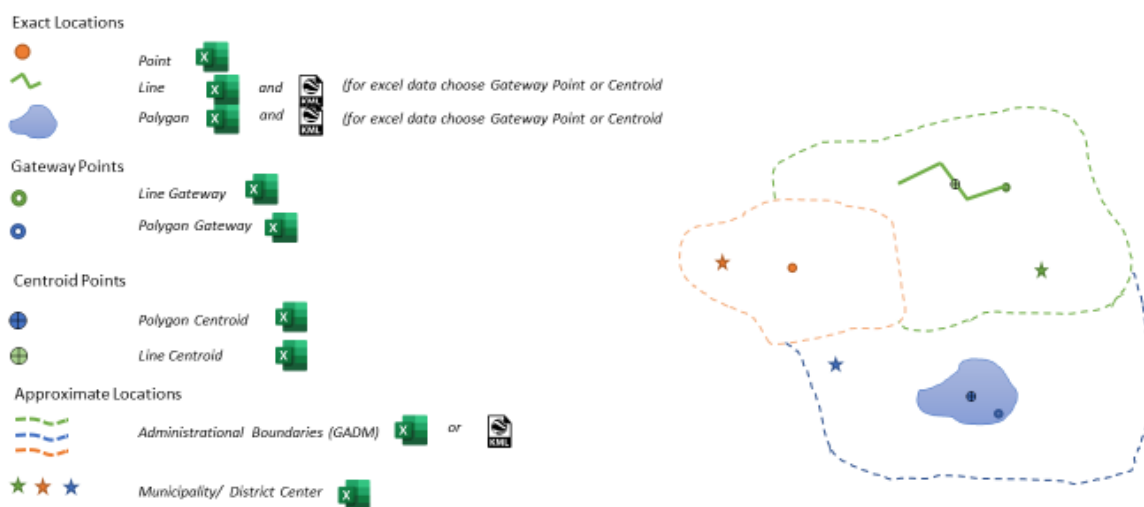 Exact Locations
Point X
Line X and KML (for excel data choose Gateway Point or Centroid
Polygon X and KML (for excel data choose Gateway Point or Centroid
Gateway Points
Line Gateway X
Polygon Gateway X
Centroid Points
Polygon Centroid X
Line Centroid X
Approximate Locations
Administrational Boundaries (GADM) X or KML
Municipality/ District Center X